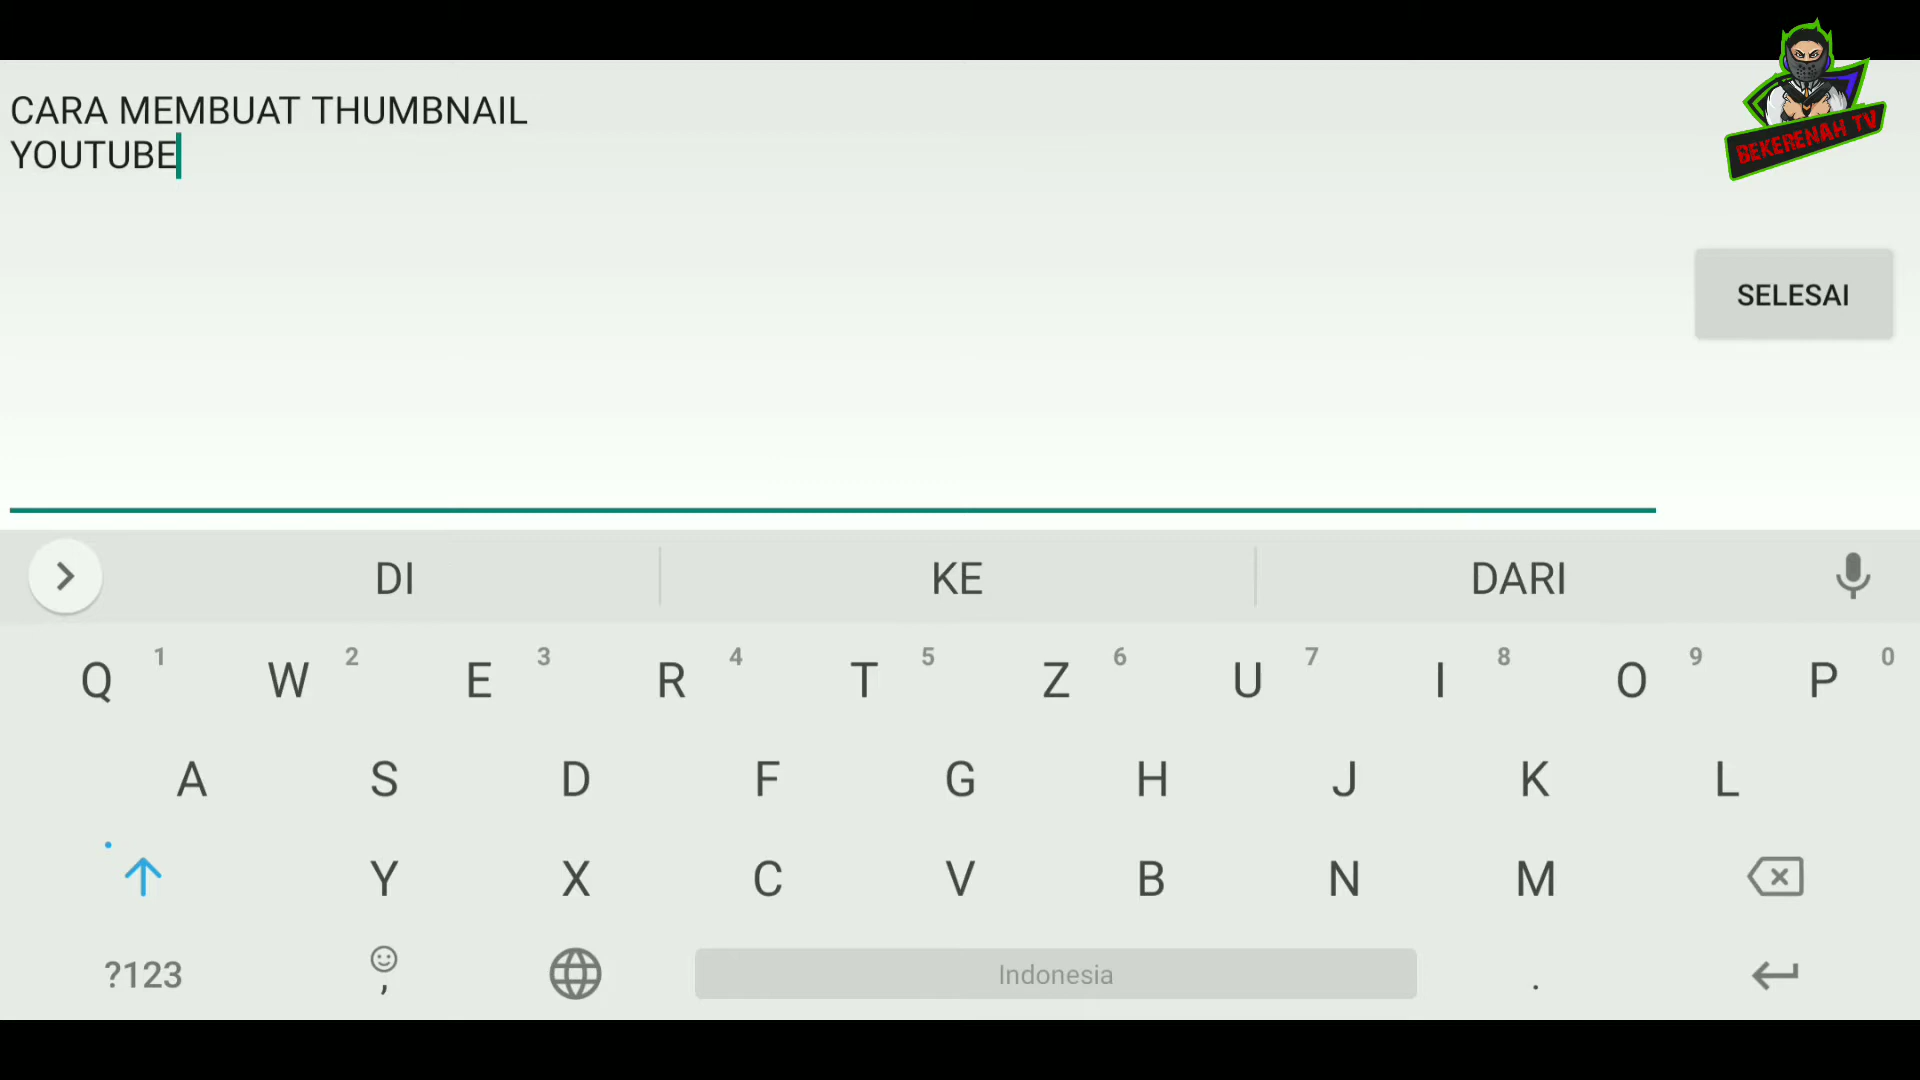 CARA MEMBUAT THUMBNAIL
YOUTUBE
BEKERENAH TV
SELESAI
DI KE DARI
Q 1 W 2 E 3 R 4 T 5 Z 6 U 7 I 8 O 9 P 0
A S D F G H J K L
Y X C V B N M
?123 , Indonesia .